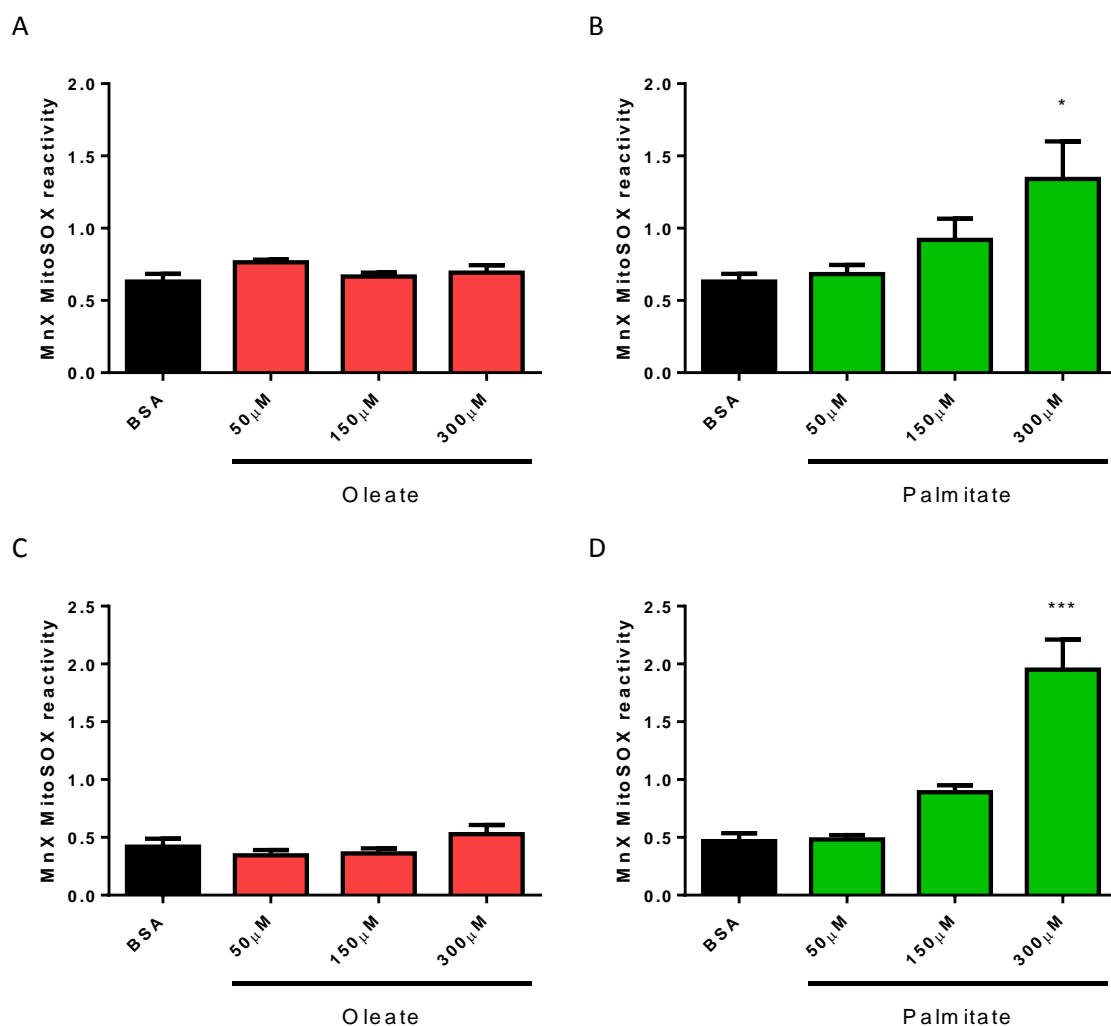 A
MnX MitoSOX reactivity
2.0
1.5
1.0
0.5
0.0
BSA
50μM
150μM
300μM
Oleate
B
MnX MitoSOX reactivity
2.0
1.5
1.0
0.5
0.0
*
BSA
50μM
150μM
300μM
Palmitate
C
MnX MitoSOX reactivity
2.5
2.0
1.5
1.0
0.5
0.0
BSA
50μM
150μM
300μM
Oleate
D
MnX MitoSOX reactivity
2.5
2.0
1.5
1.0
0.5
0.0
***
BSA
50μM
150μM
300μM
Palmitate